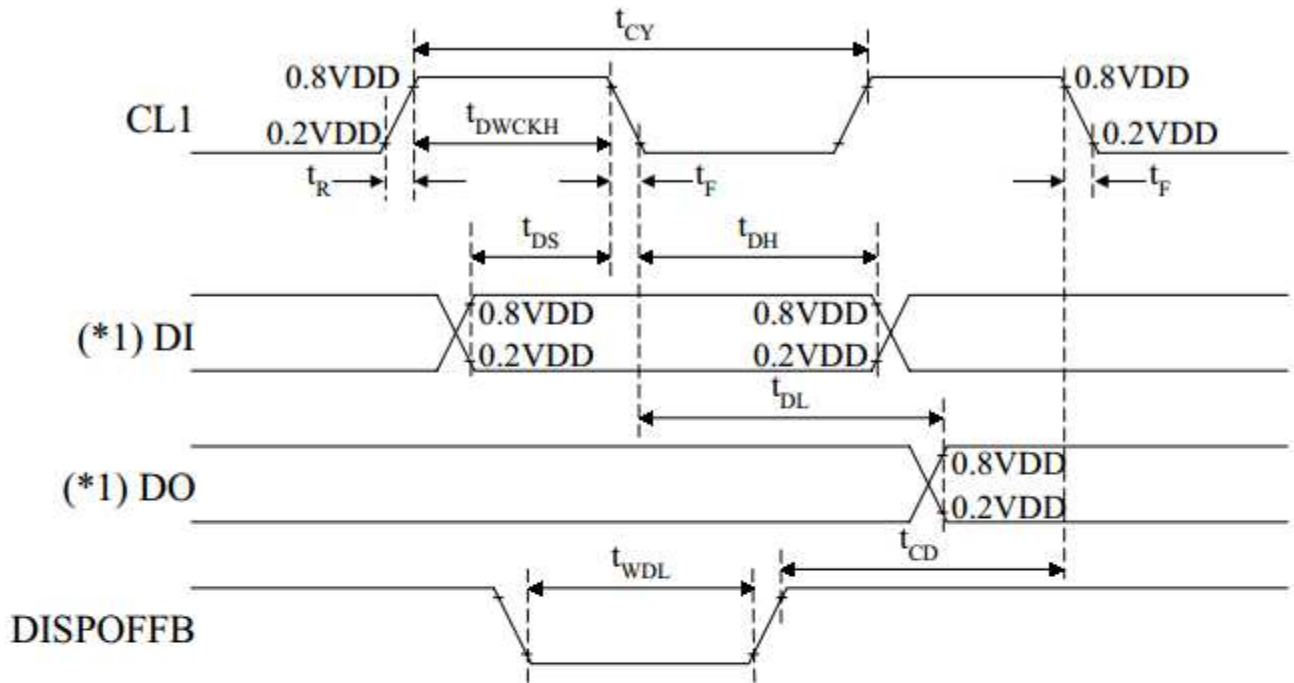 tCY
0.8VDD
0.8VDD
CL1
tDWCKH
0.2VDD
0.2VDD
tR
tF
tF
tDS
tDH
(*1) DI
0.8VDD
0.8VDD
0.2VDD
0.2VDD
tDL
(*1) DO
0.8VDD
0.2VDD
tCD
tWDL
DISPOFFB